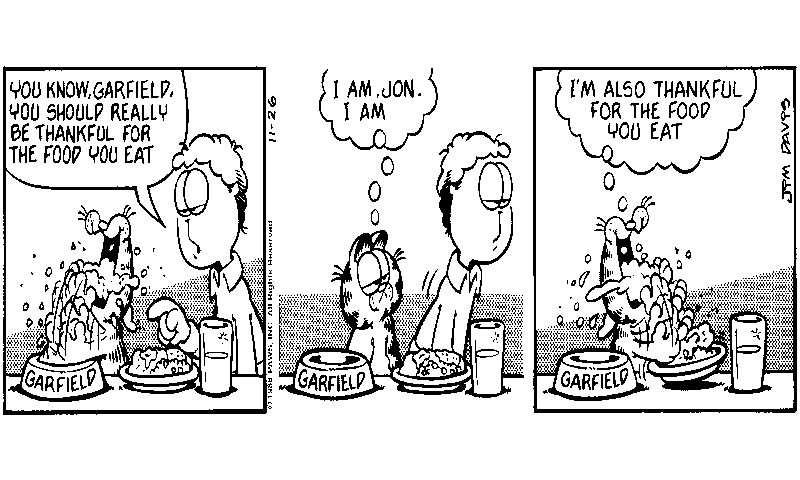 YOU KNOW, GARFIELD,
YOU SHOULD REALLY
BE THANKFUL FOR
THE FOOD YOU EAT
GARFIELD
11-26
I AM, JON.
I AM
GARFIELD
I'M ALSO THANKFUL
FOR THE FOOD
YOU EAT
JIM DAVIS
GARFIELD